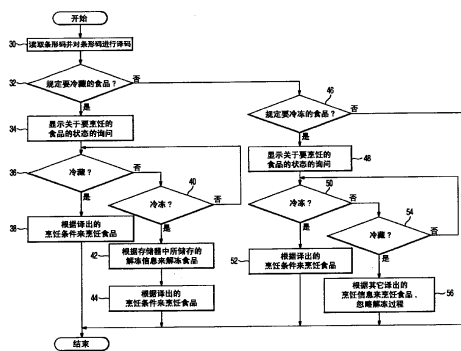 开始
30
读取条形码并对条形码进行译码
32
规定要冷藏的食品？
否
是
34
显示关于要烹饪的
食品的状态的询问
36
冷藏？
否
是
38
根据译出的
烹饪条件来烹饪食品
40
冷冻？
否
是
42
根据存储器中所储存的
解冻信息来解冻食品
44
根据译出的
烹饪条件来烹饪食品
46
规定要冷冻的食品？
否
是
显示关于要烹饪的
食品的状态的询问
48
50
冷冻？
否
是
52
根据译出的
烹饪条件来烹饪食品
54
冷藏？
否
是
根据其它译出的
烹饪信息来烹饪食品，
忽略解冻过程
56
结束